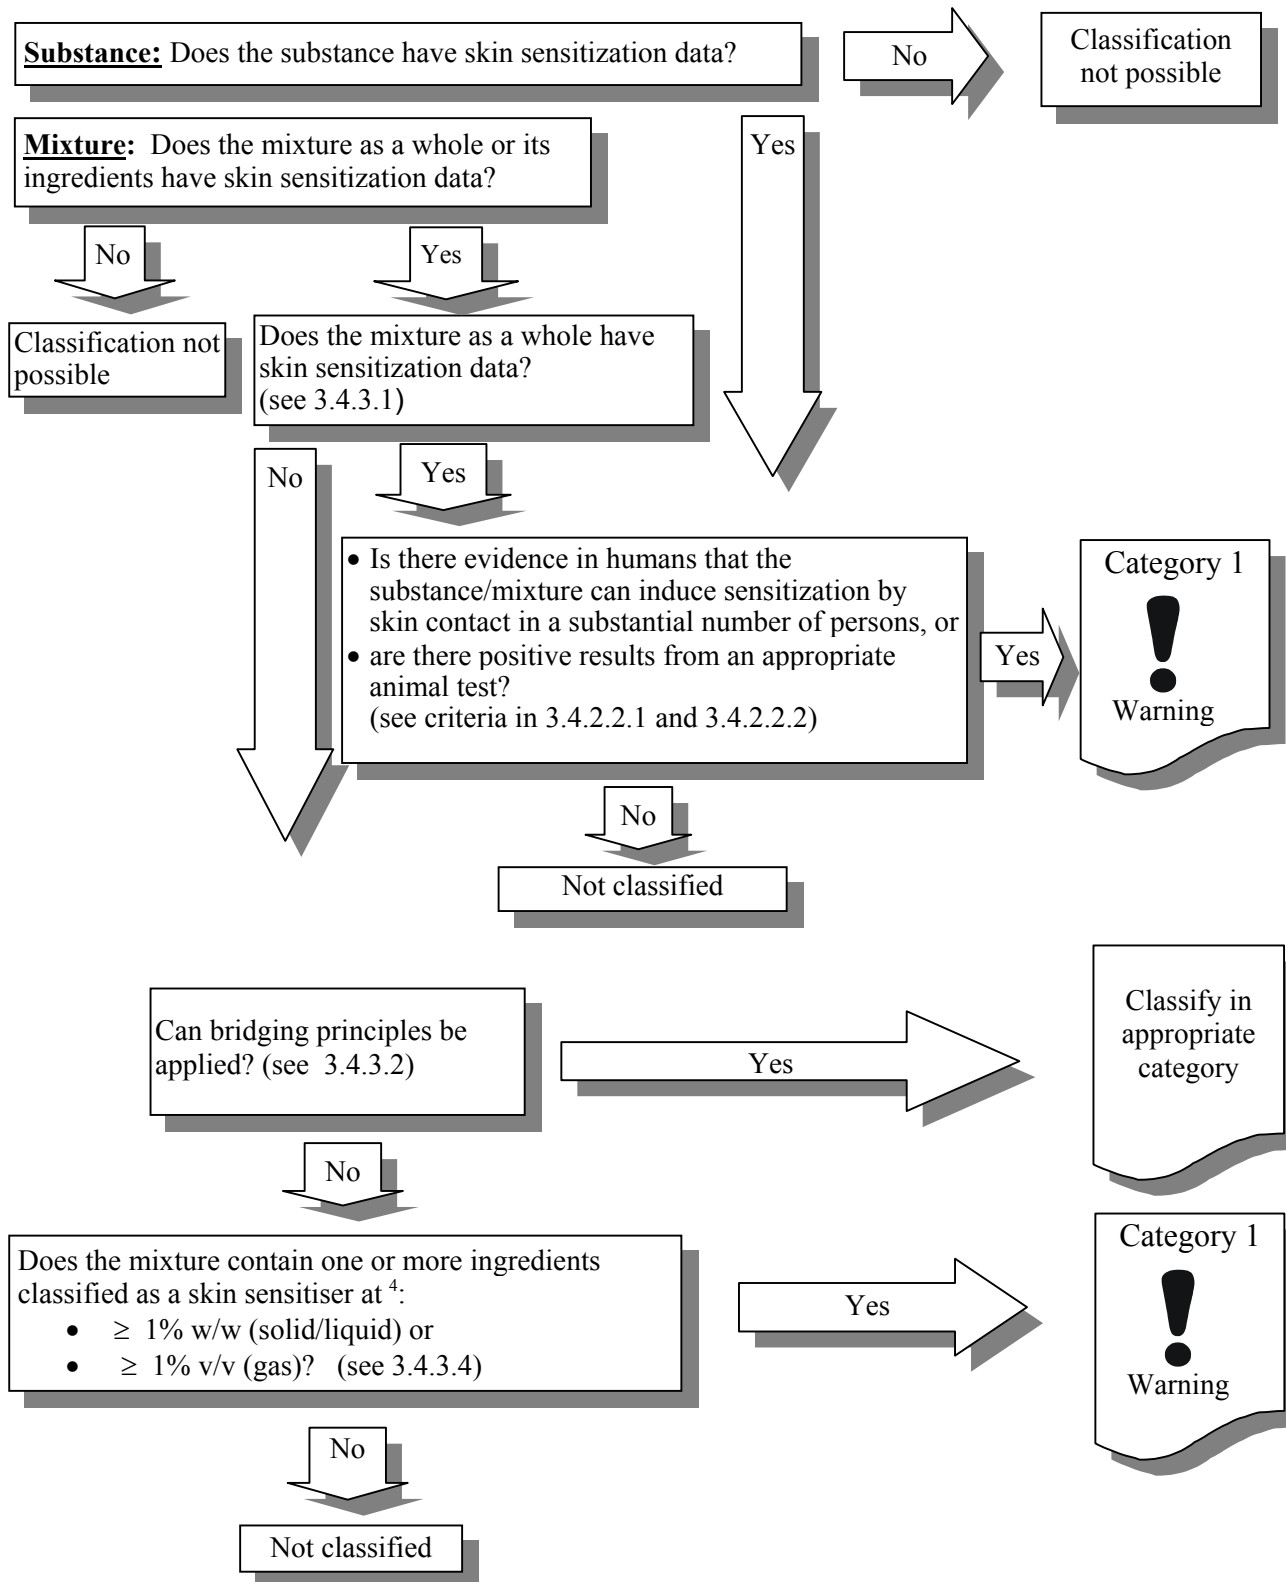 Substance: Does the substance have skin sensitization data?
No
Classification
not possible
Mixture: Does the mixture as a whole or its
ingredients have skin sensitization data?
Yes
No
Yes
Classification not
possible
Does the mixture as a whole have
skin sensitization data?
(see 3.4.3.1)
No
Yes
• Is there evidence in humans that the
substance/mixture can induce sensitization by
skin contact in a substantial number of persons, or
• are there positive results from an appropriate
animal test?
(see criteria in 3.4.2.2.1 and 3.4.2.2.2)
Yes
Category 1
!
Warning
No
Not classified
Can bridging principles be
applied? (see 3.4.3.2)
Yes
Classify in
appropriate
category
No
Does the mixture contain one or more ingredients
classified as a skin sensitiser at ⁴:
• ≥ 1% w/w (solid/liquid) or
• ≥ 1% v/v (gas)? (see 3.4.3.4)
Yes
Category 1
!
Warning
No
Not classified